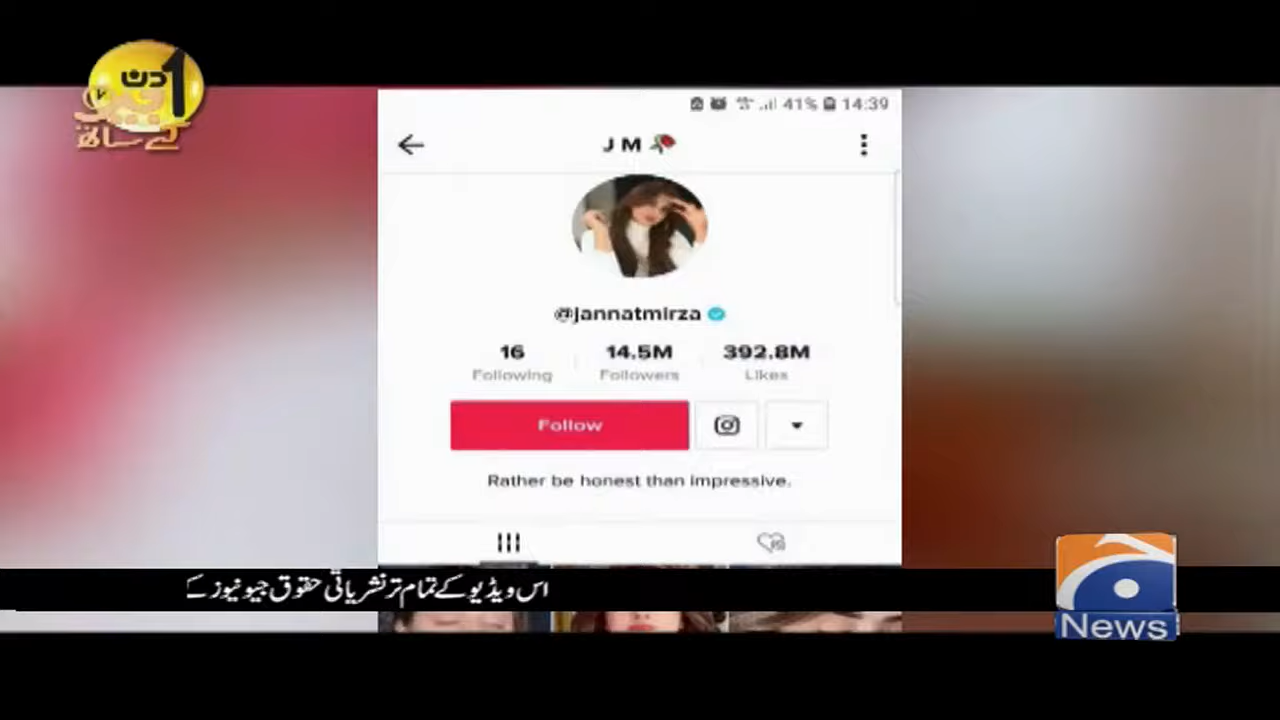 1 دن
کے ساتھ
41% 14:39
J M
@jannatmirza
16 14.5M 392.8M
Following Followers Likes
Follow
Rather be honest than impressive.
اس ویڈیو کے تمام تر نشریاتی حقوق جیو نیوز کے
News